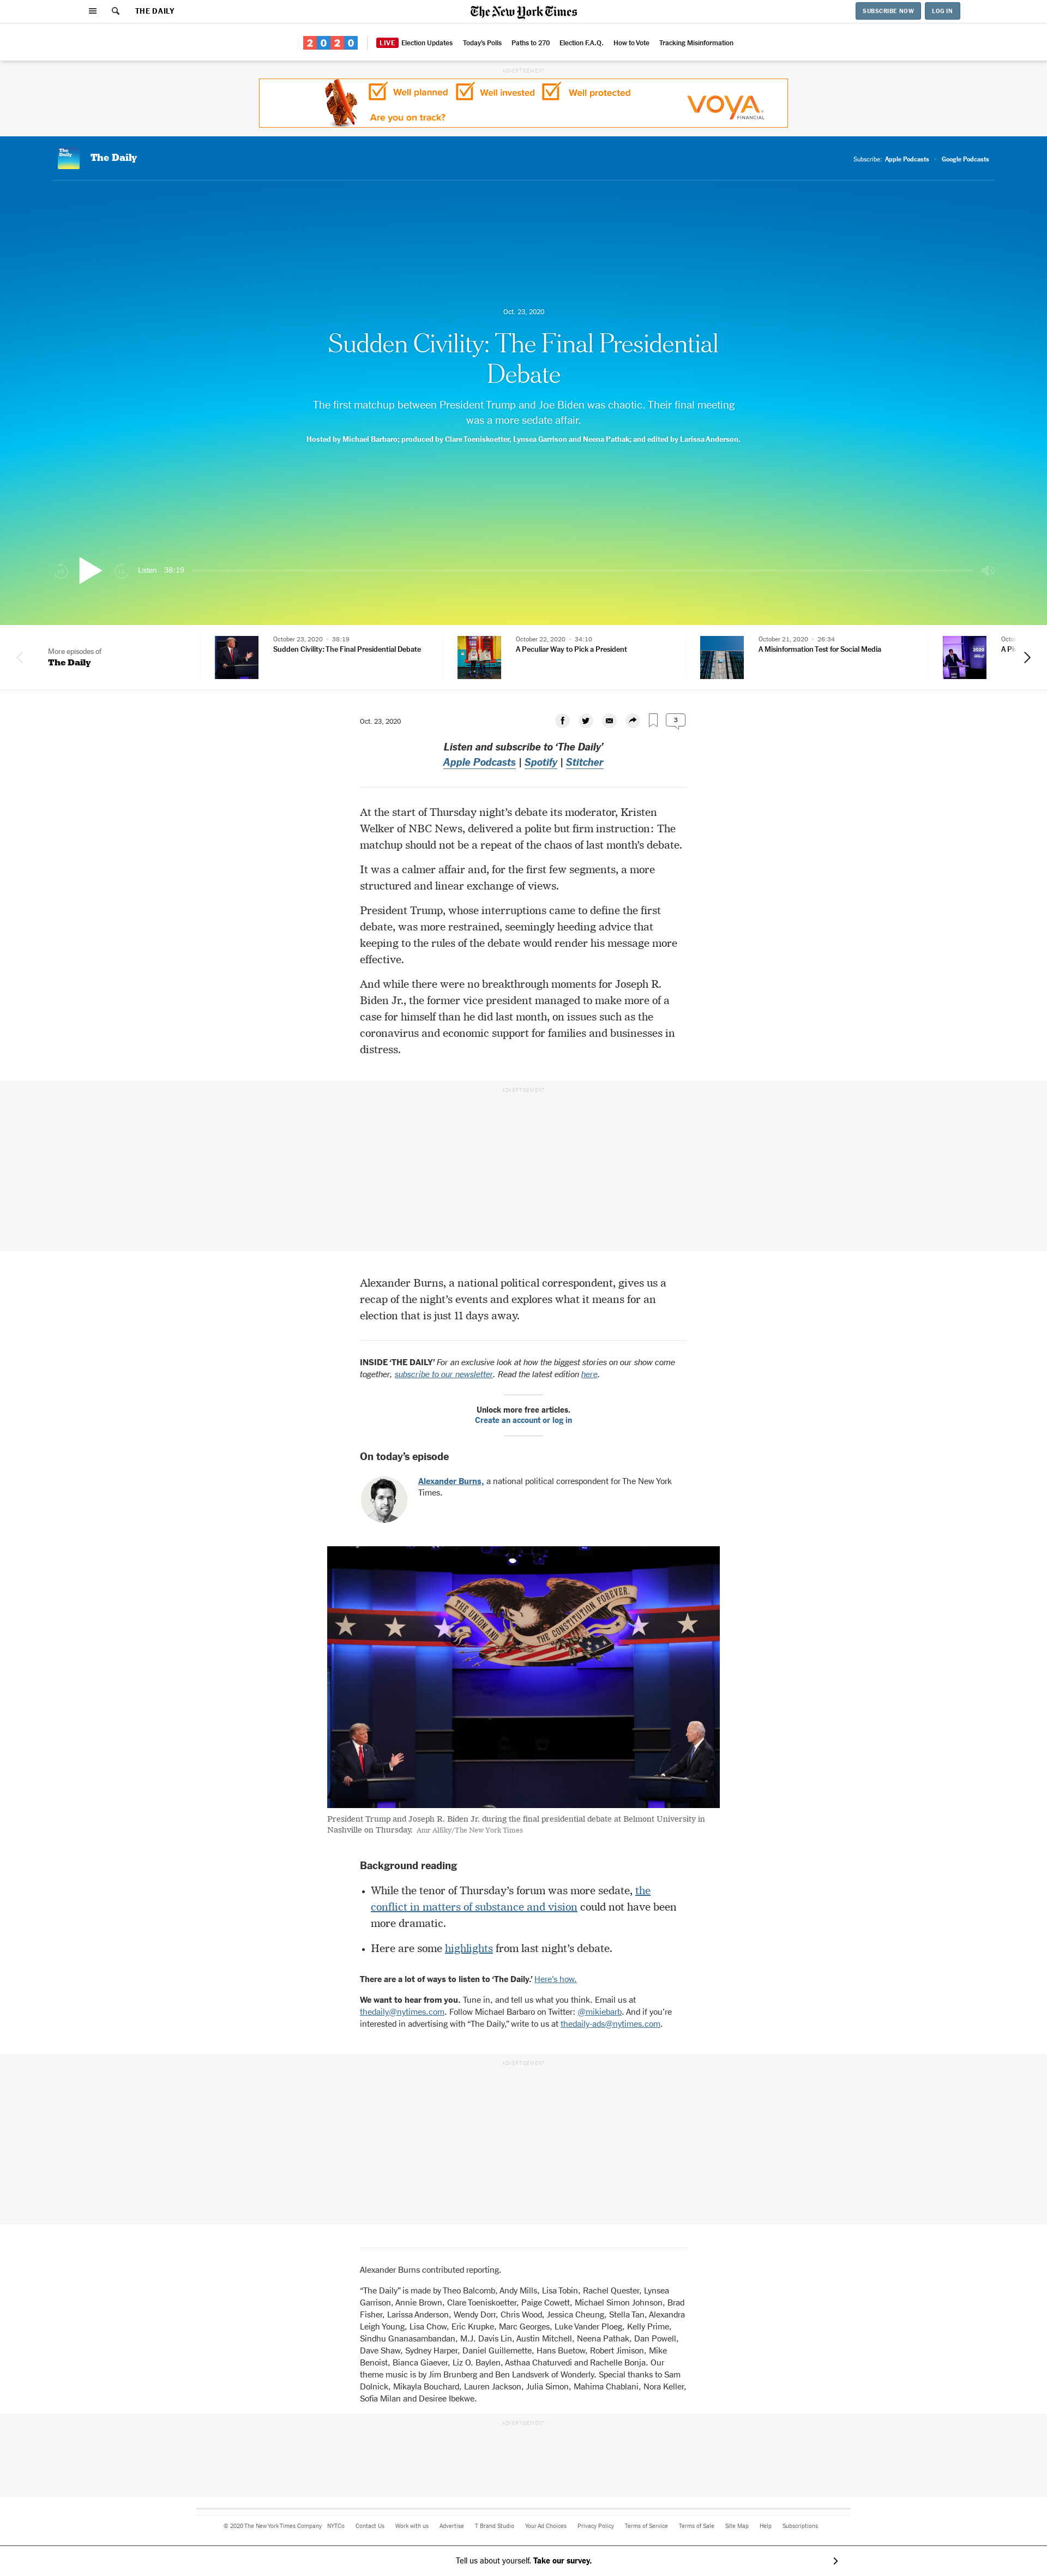 THE DAILY
The New York Times
SUBSCRIBE NOW
LOG IN
2020
LIVE Election Updates Today's Polls Paths to 270 Election F.A.Q. How to Vote Tracking Misinformation
ADVERTISEMENT
Well planned Well invested Well protected
Are you on track?
VOYA FINANCIAL
The Daily
The Daily
Subscribe: Apple Podcasts Google Podcasts
Oct. 23, 2020
Sudden Civility: The Final Presidential
Debate
The first matchup between President Trump and Joe Biden was chaotic. Their final meeting
was a more sedate affair.
Hosted by Michael Barbaro; produced by Clare Toeniskoetter, Lynsea Garrison and Neena Pathak; and edited by Larissa Anderson.
Listen 38:19
More episodes of
The Daily
October 23, 2020 • 38:19
Sudden Civility: The Final Presidential Debate
October 22, 2020 • 34:10
A Peculiar Way to Pick a President
October 21, 2020 • 26:34
A Misinformation Test for Social Media
Oct. 23, 2020
3
Listen and subscribe to ‘The Daily’
Apple Podcasts | Spotify | Stitcher
At the start of Thursday night’s debate its moderator, Kristen
Welker of NBC News, delivered a polite but firm instruction: The
matchup should not be a repeat of the chaos of last month’s debate.
It was a calmer affair and, for the first few segments, a more
structured and linear exchange of views.
President Trump, whose interruptions came to define the first
debate, was more restrained, seemingly heeding advice that
keeping to the rules of the debate would render his message more
effective.
And while there were no breakthrough moments for Joseph R.
Biden Jr., the former vice president managed to make more of a
case for himself than he did last month, on issues such as the
coronavirus and economic support for families and businesses in
distress.
ADVERTISEMENT
Alexander Burns, a national political correspondent, gives us a
recap of the night’s events and explores what it means for an
election that is just 11 days away.
INSIDE ‘THE DAILY’ For an exclusive look at how the biggest stories on our show come
together, subscribe to our newsletter. Read the latest edition here.
Unlock more free articles.
Create an account or log in
On today’s episode
Alexander Burns, a national political correspondent for The New York
Times.
THE UNION AND THE CONSTITUTION FOREVER
President Trump and Joseph R. Biden Jr. during the final presidential debate at Belmont University in
Nashville on Thursday. Amr Alfiky/The New York Times
Background reading
• While the tenor of Thursday’s forum was more sedate, the
conflict in matters of substance and vision could not have been
more dramatic.
• Here are some highlights from last night’s debate.
There are a lot of ways to listen to ‘The Daily.’ Here’s how.
We want to hear from you. Tune in, and tell us what you think. Email us at
thedaily@nytimes.com. Follow Michael Barbaro on Twitter: @mikiebarb. And if you’re
interested in advertising with “The Daily,” write to us at thedaily-ads@nytimes.com.
ADVERTISEMENT
Alexander Burns contributed reporting.
“The Daily” is made by Theo Balcomb, Andy Mills, Lisa Tobin, Rachel Quester, Lynsea
Garrison, Annie Brown, Clare Toeniskoetter, Paige Cowett, Michael Simon Johnson, Brad
Fisher, Larissa Anderson, Wendy Dorr, Chris Wood, Jessica Cheung, Stella Tan, Alexandra
Leigh Young, Lisa Chow, Eric Krupke, Marc Georges, Luke Vander Ploeg, Kelly Prime,
Sindhu Gnanasambandan, M.J. Davis Lin, Austin Mitchell, Neena Pathak, Dan Powell,
Dave Shaw, Sydney Harper, Daniel Guillemette, Hans Buetow, Robert Jimison, Mike
Benoist, Bianca Giaever, Liz O. Baylen, Asthaa Chaturvedi and Rachelle Bonja. Our
theme music is by Jim Brunberg and Ben Landsverk of Wonderly. Special thanks to Sam
Dolnick, Mikayla Bouchard, Lauren Jackson, Julia Simon, Mahima Chablani, Nora Keller,
Sofia Milan and Desiree Ibekwe.
ADVERTISEMENT
© 2020 The New York Times Company NYTCo Contact Us Work with us Advertise T Brand Studio Your Ad Choices Privacy Policy Terms of Service Terms of Sale Site Map Help Subscriptions
Tell us about yourself. Take our survey.